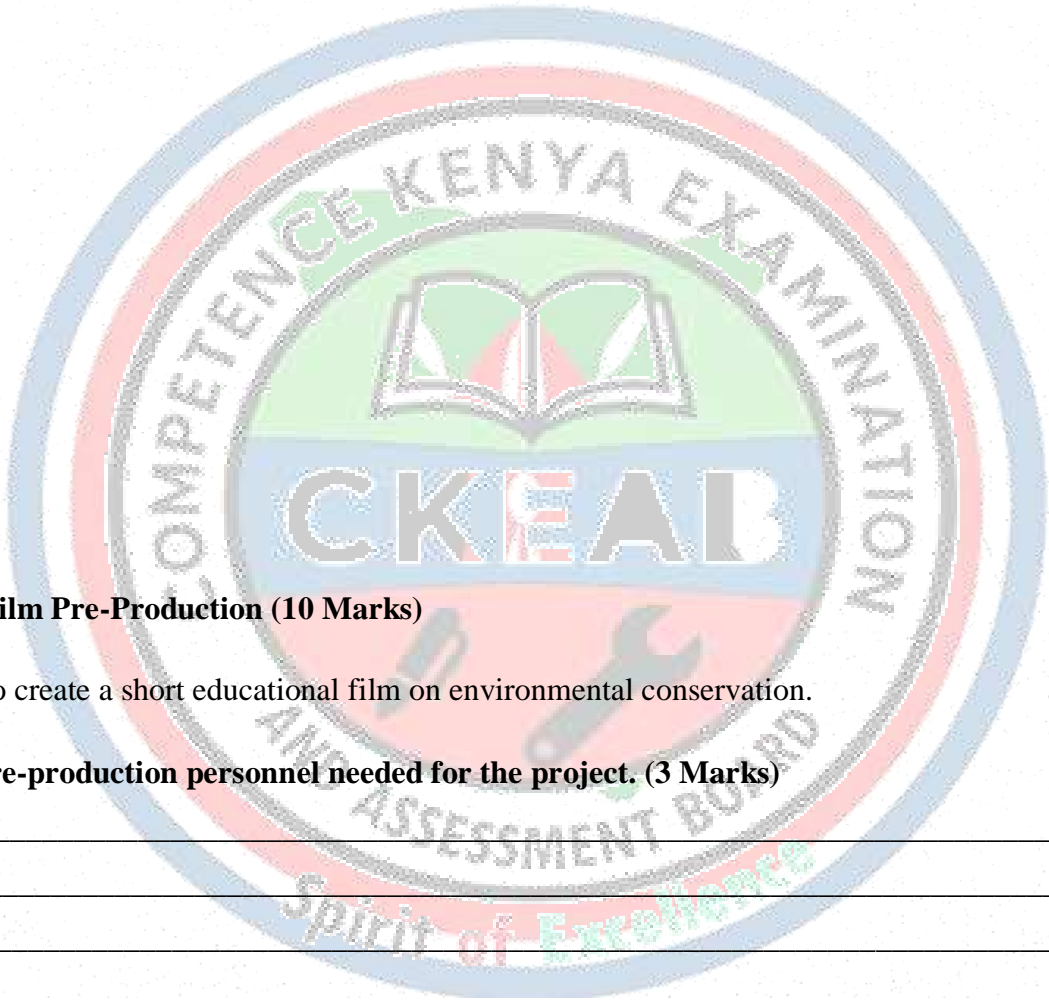 COMPETENCE KENYA EXAMINATION
CKEAB
ilm Pre-Production (10 Marks)
o create a short educational film on environmental conservation.
re-production personnel needed for the project. (3 Marks)
AND ASSESSMENT BOARD
Spirit of Excellence